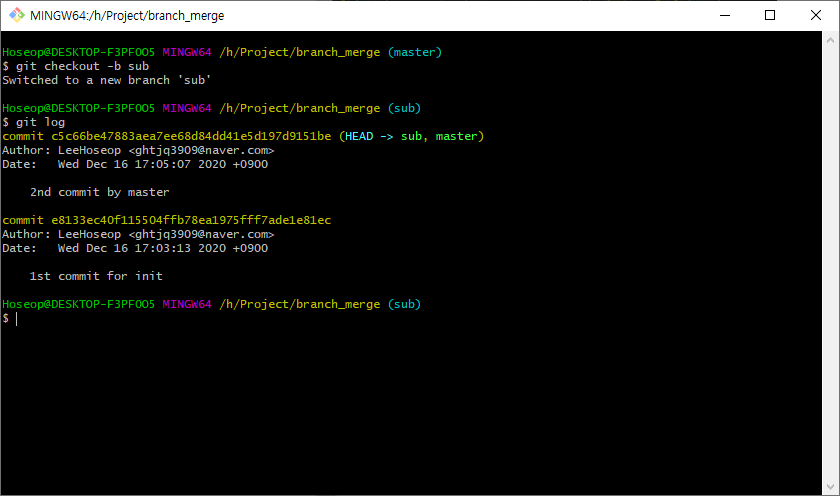 MINGW64:/h/Project/branch_merge
Hoseop@DESKTOP-F3PFOO5 MINGW64 /h/Project/branch_merge (master)
$ git checkout -b sub
Switched to a new branch 'sub'
Hoseop@DESKTOP-F3PFOO5 MINGW64 /h/Project/branch_merge (sub)
$ git log
commit c5c66be47883aea7ee68d84dd41e5d197d9151be (HEAD -> sub, master)
Author: LeeHoseop <ghtjq3909@naver.com>
Date:   Wed Dec 16 17:05:07 2020 +0900
    2nd commit by master
commit e8133ec40f115504ffb78ea1975fff7ade1e81ec
Author: LeeHoseop <ghtjq3909@naver.com>
Date:   Wed Dec 16 17:03:13 2020 +0900
    1st commit for init
Hoseop@DESKTOP-F3PFOO5 MINGW64 /h/Project/branch_merge (sub)
$